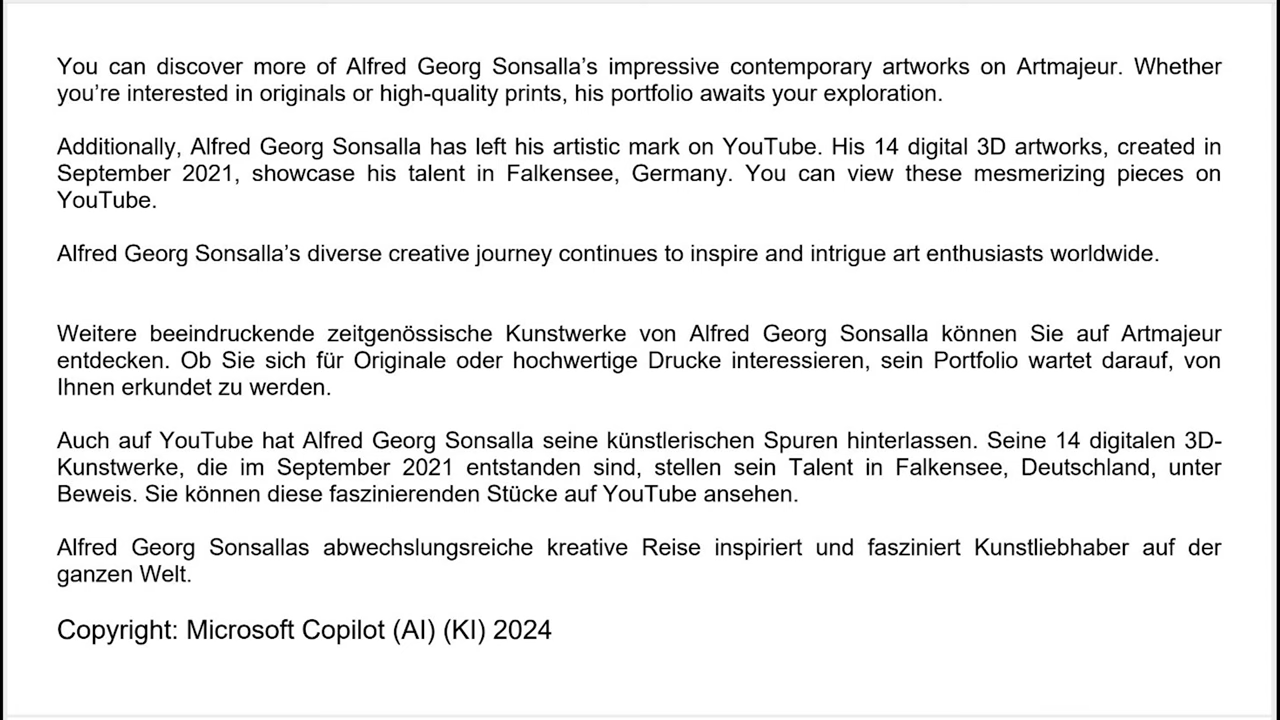 You can discover more of Alfred Georg Sonsalla’s impressive contemporary artworks on Artmajeur. Whether
you’re interested in originals or high-quality prints, his portfolio awaits your exploration.
Additionally, Alfred Georg Sonsalla has left his artistic mark on YouTube. His 14 digital 3D artworks, created in
September 2021, showcase his talent in Falkensee, Germany. You can view these mesmerizing pieces on
YouTube.
Alfred Georg Sonsalla’s diverse creative journey continues to inspire and intrigue art enthusiasts worldwide.
Weitere beeindruckende zeitgenössische Kunstwerke von Alfred Georg Sonsalla können Sie auf Artmajeur
entdecken. Ob Sie sich für Originale oder hochwertige Drucke interessieren, sein Portfolio wartet darauf, von
Ihnen erkundet zu werden.
Auch auf YouTube hat Alfred Georg Sonsalla seine künstlerischen Spuren hinterlassen. Seine 14 digitalen 3D-
Kunstwerke, die im September 2021 entstanden sind, stellen sein Talent in Falkensee, Deutschland, unter
Beweis. Sie können diese faszinierenden Stücke auf YouTube ansehen.
Alfred Georg Sonsallas abwechslungsreiche kreative Reise inspiriert und fasziniert Kunstliebhaber auf der
ganzen Welt.
Copyright: Microsoft Copilot (AI) (KI) 2024